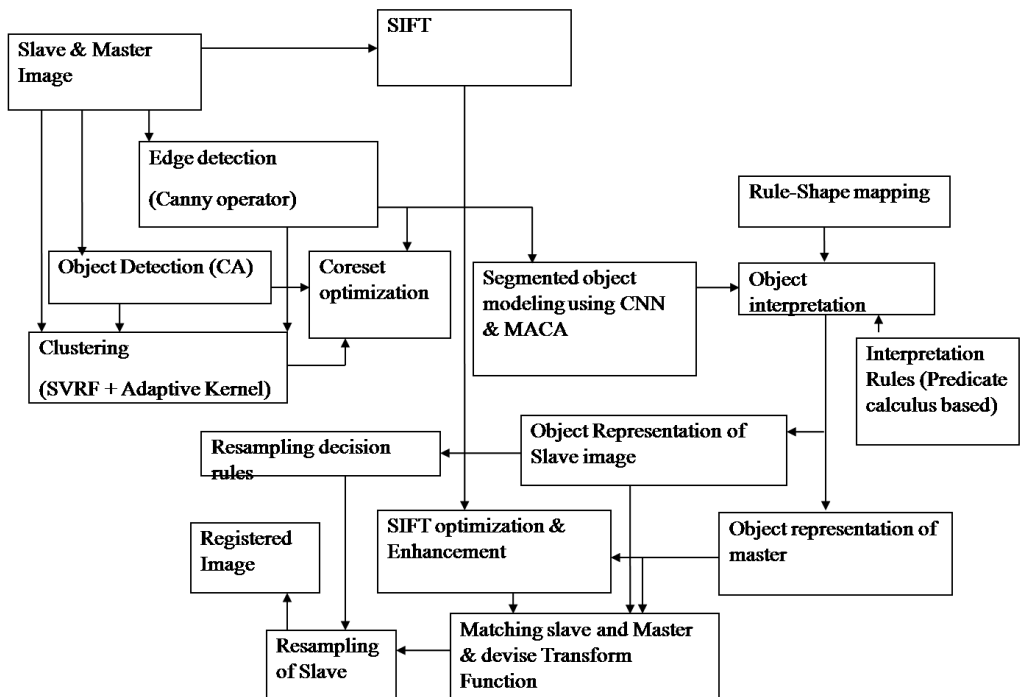 SIFT
Slave & Master
Image
Edge detection
(Canny operator)
Rule-Shape mapping
Object Detection (CA)
Coreset
optimization
Segmented object
modeling using CNN
& MACA
Object
interpretation
Clustering
(SVRF + Adaptive Kernel)
Interpretation
Rules (Predicate
calculus based)
Resampling decision
rules
Object Representation of
Slave image
SIFT optimization &
Enhancement
Object representation of
master
Registered
Image
Resampling
of Slave
Matching slave and Master
& devise Transform
Function